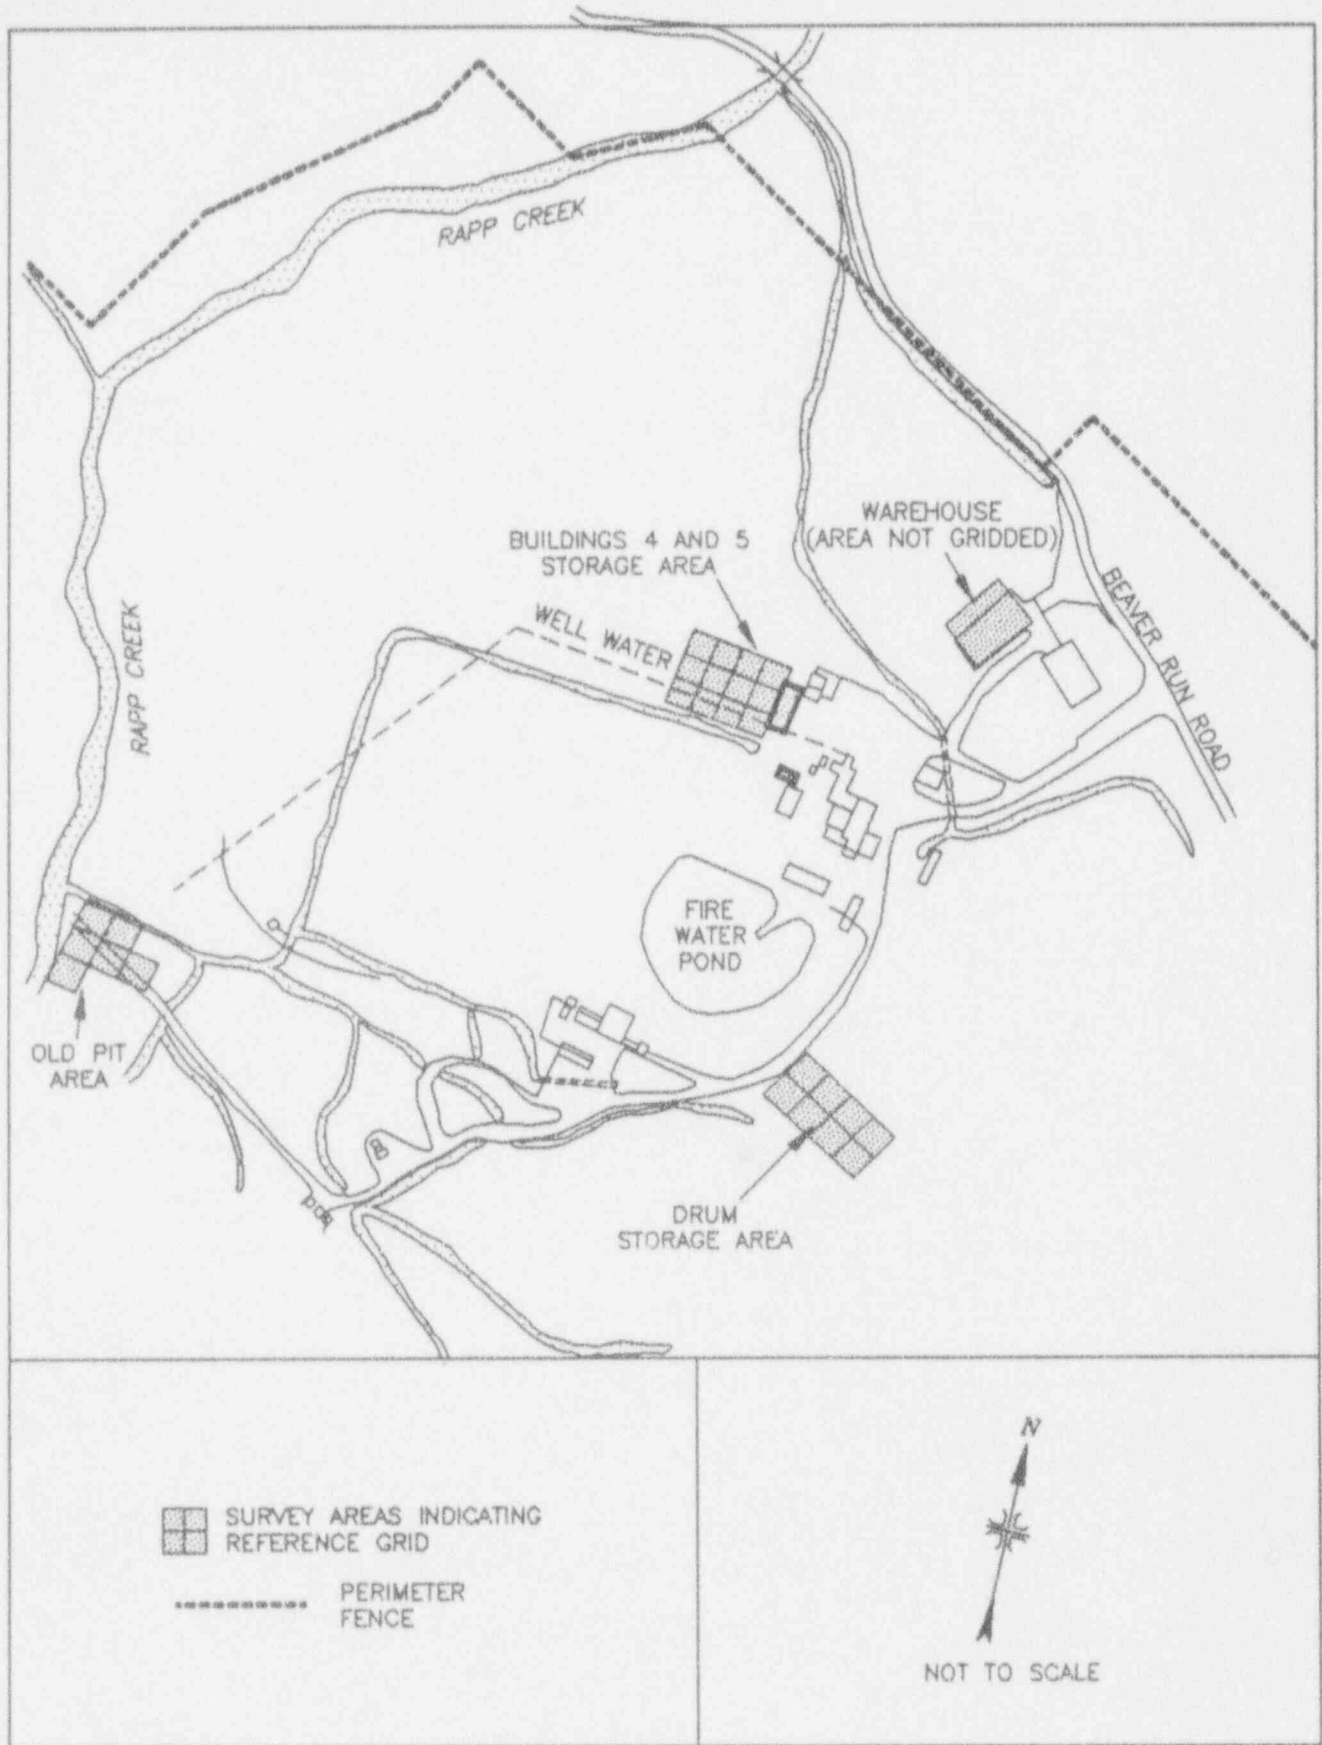 RAPP CREEK
WAREHOUSE
(AREA NOT GRIDDED)
BUILDINGS 4 AND 5
STORAGE AREA
BEAVER RUN ROAD
WELL WATER
RAPP CREEK
FIRE
WATER
POND
OLD PIT
AREA
DRUM
STORAGE AREA
SURVEY AREAS INDICATING
REFERENCE GRID
PERIMETER
FENCE
N
NOT TO SCALE